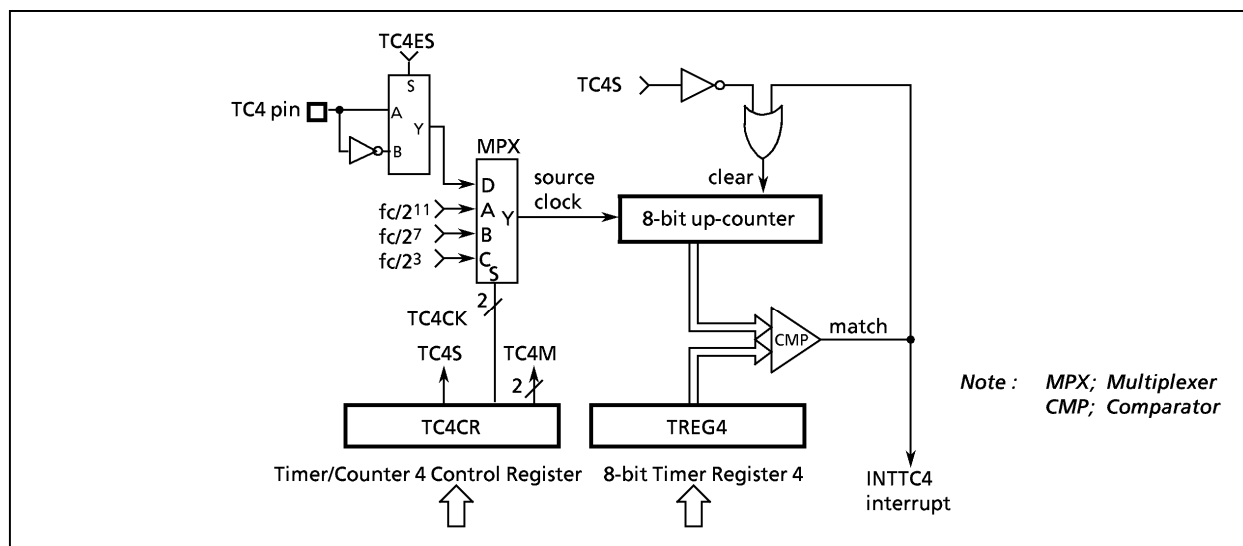 TC4ES
S
TC4 pin
A
Y
B
TC4S
MPX
D
A
Y
B
C
S
fc/2¹¹
fc/2⁷
fc/2³
source
clock
clear
8-bit up-counter
2
TC4CK
TC4S
TC4M
2
CMP
match
TC4CR
TREG4
Timer/Counter 4 Control Register
8-bit Timer Register 4
INTTC4
interrupt
Note : MPX; Multiplexer
CMP; Comparator